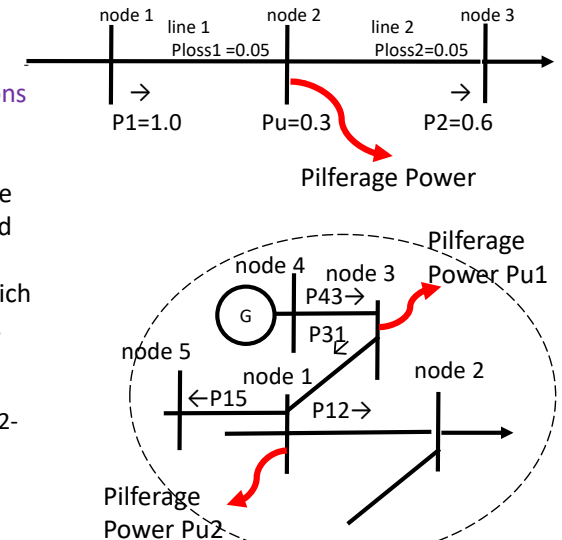 node 1
node 2
node 3
line 1
line 2
Ploss1 =0.05
Ploss2=0.05
ons
→
→
P1=1.0
Pu=0.3
P2=0.6
Pilferage Power
e
d
ich
2-
Pilferage
Power Pu1
node 4
node 3
P43→
G
P31
node 5
node 1
node 2
←P15
P12→
Pilferage
Power Pu2